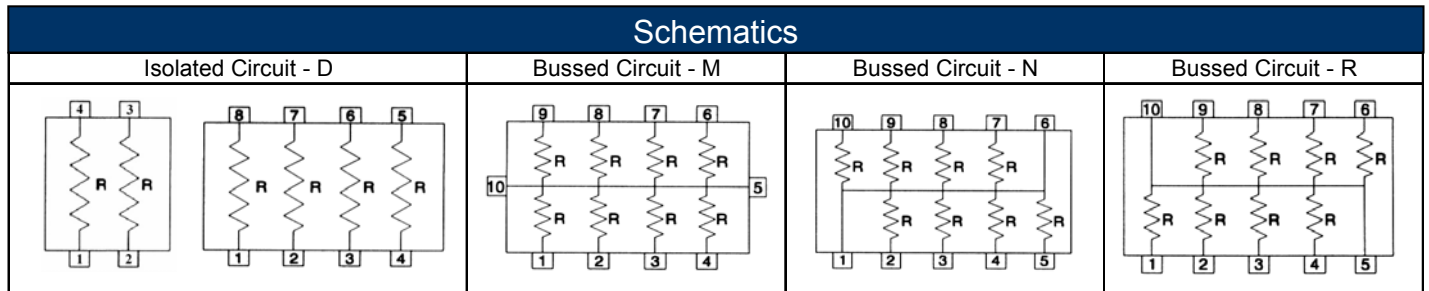 Schematics
Isolated Circuit - D
Bussed Circuit - M
Bussed Circuit - N
Bussed Circuit - R
4 3
R R
1 2
8 7 6 5
R R R R
1 2 3 4
9 8 7 6
R R R R
10 5
R R R R
1 2 3 4
10 9 8 7 6
R R R R
R R R R
1 2 3 4 5
10 9 8 7 6
R R R R
R R R R
1 2 3 4 5